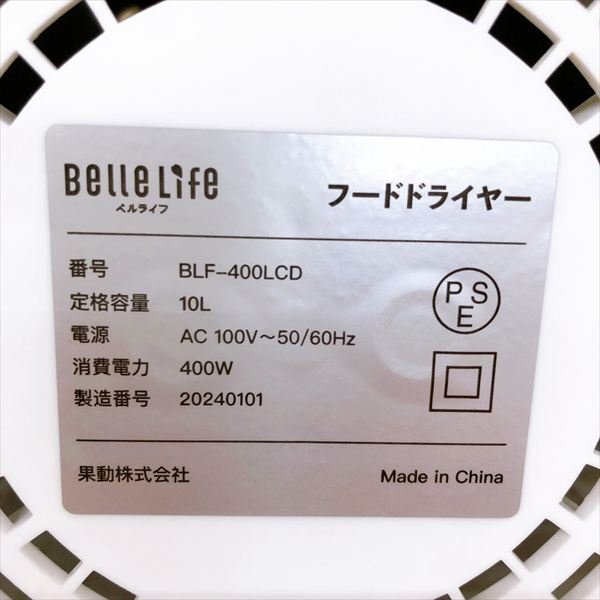 BelleLife フードドライヤー
ベルライフ
番号 BLF-400LCD
定格容量 10L
電源 AC 100V～50/60Hz
消費電力 400W
製造番号 20240101
PSE
果動株式会社 Made in China